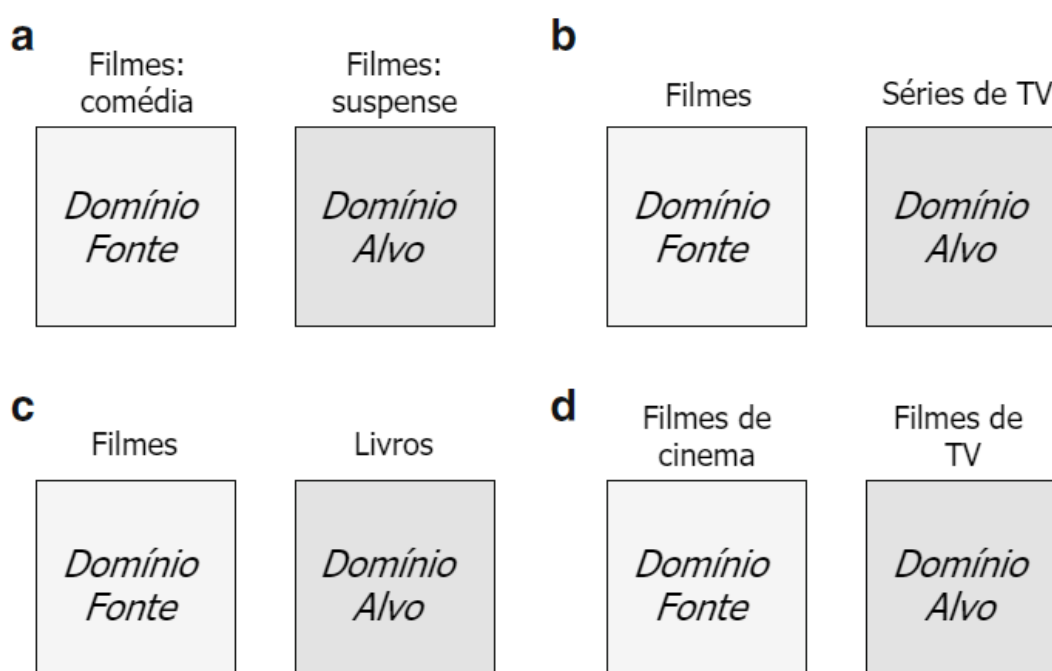 a
Filmes:
comédia
Filmes:
suspense
Domínio
Fonte
Domínio
Alvo
b
Filmes
Séries de TV
Domínio
Fonte
Domínio
Alvo
c
Filmes
Livros
Domínio
Fonte
Domínio
Alvo
d
Filmes de
cinema
Filmes de
TV
Domínio
Fonte
Domínio
Alvo